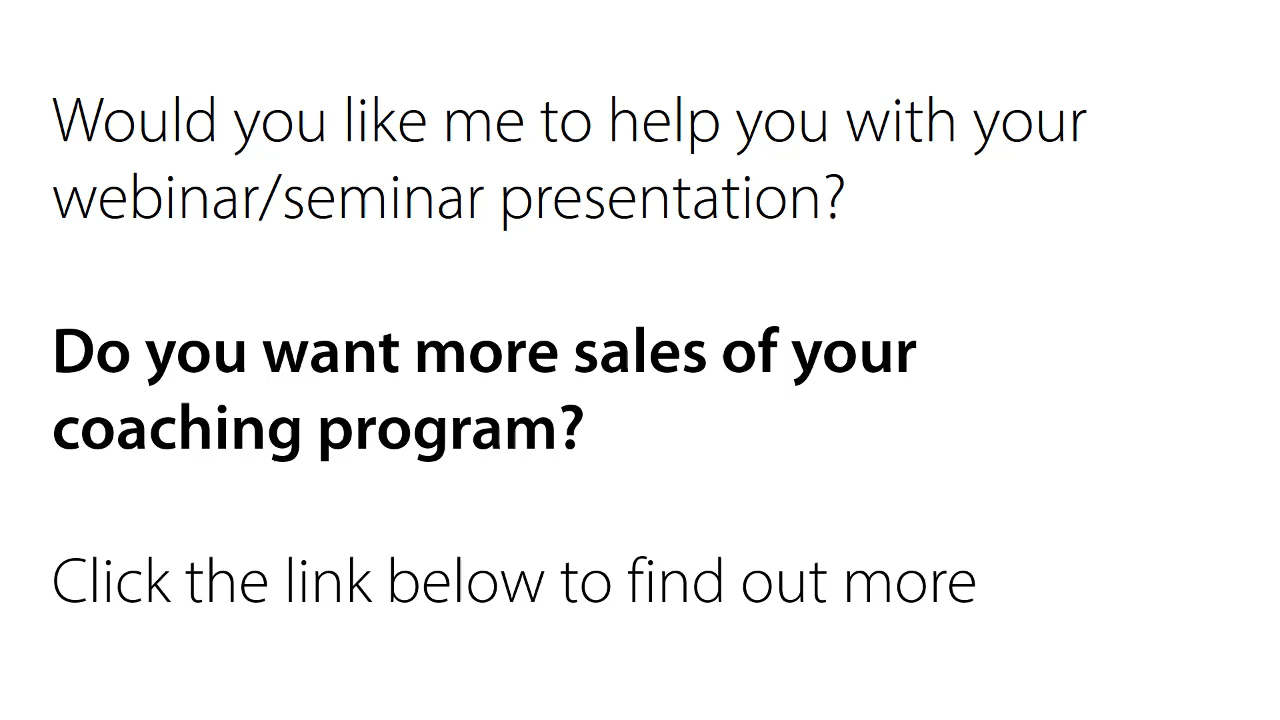 Would you like me to help you with your
webinar/seminar presentation?
Do you want more sales of your
coaching program?
Click the link below to find out more